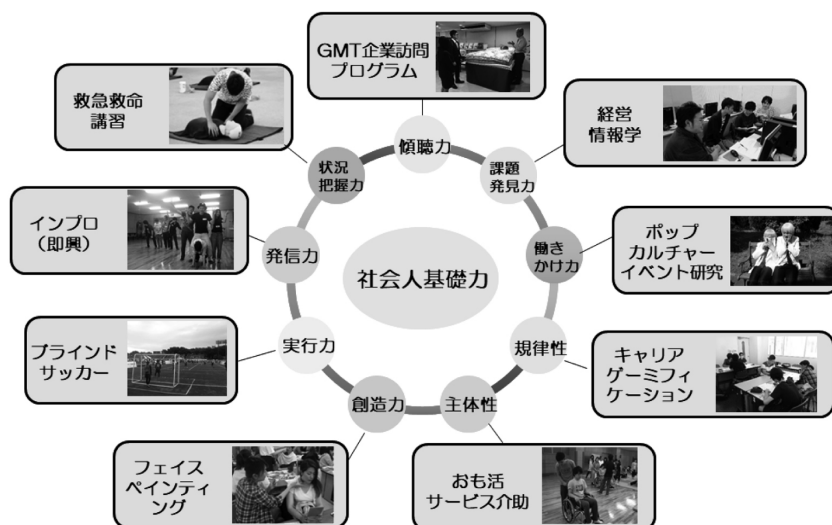 GMT企業訪問
プログラム
救急救命
講習
経営
情報学
傾聴力
状況
把握力
課題
発見力
インプロ
（即興）
発信力
働き
かけ力
ポップ
カルチャー
イベント研究
社会人基礎力
ブラインド
サッカー
実行力
規律性
キャリア
ゲーミフィ
ケーション
創造力
主体性
フェイス
ペインティ
ング
おも活
サービス介助